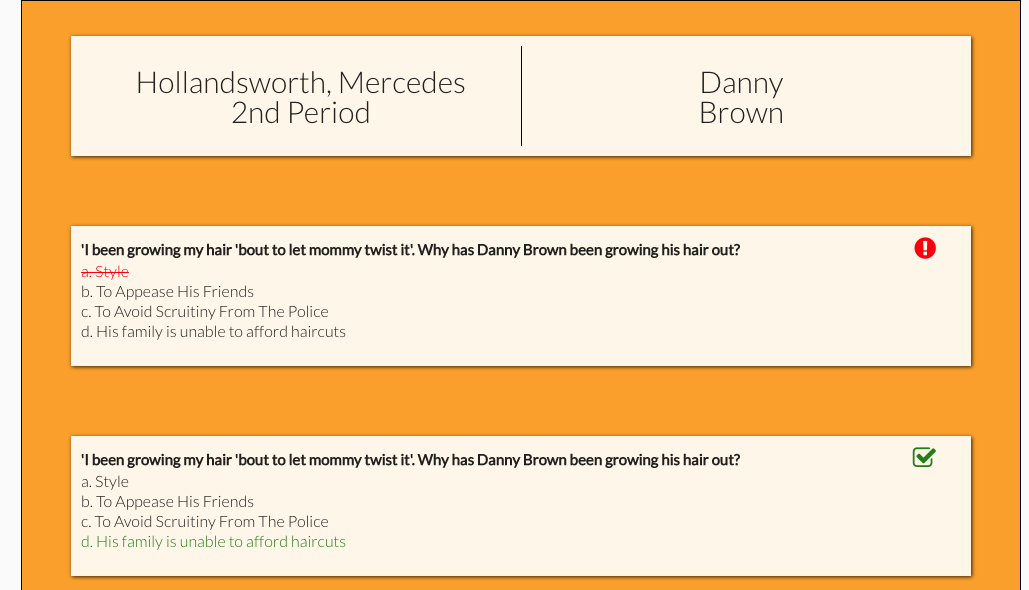 Hollandsworth, Mercedes
2nd Period
Danny
Brown
'I been growing my hair 'bout to let mommy twist it'. Why has Danny Brown been growing his hair out?
a. Style
b. To Appease His Friends
c. To Avoid Scruitiny From The Police
d. His family is unable to afford haircuts
'I been growing my hair 'bout to let mommy twist it'. Why has Danny Brown been growing his hair out?
a. Style
b. To Appease His Friends
c. To Avoid Scruitiny From The Police
d. His family is unable to afford haircuts